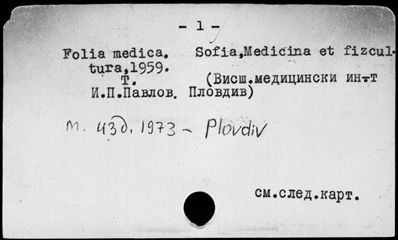 - 1 -
Folia medica. Sofia,Medicina et fizcul-
tura,1959.
Т. (Висш.медицински ин-т
И.П.Павлов. Пловдив)
м. изд. 1973 - Plovdiv
см.след.карт.